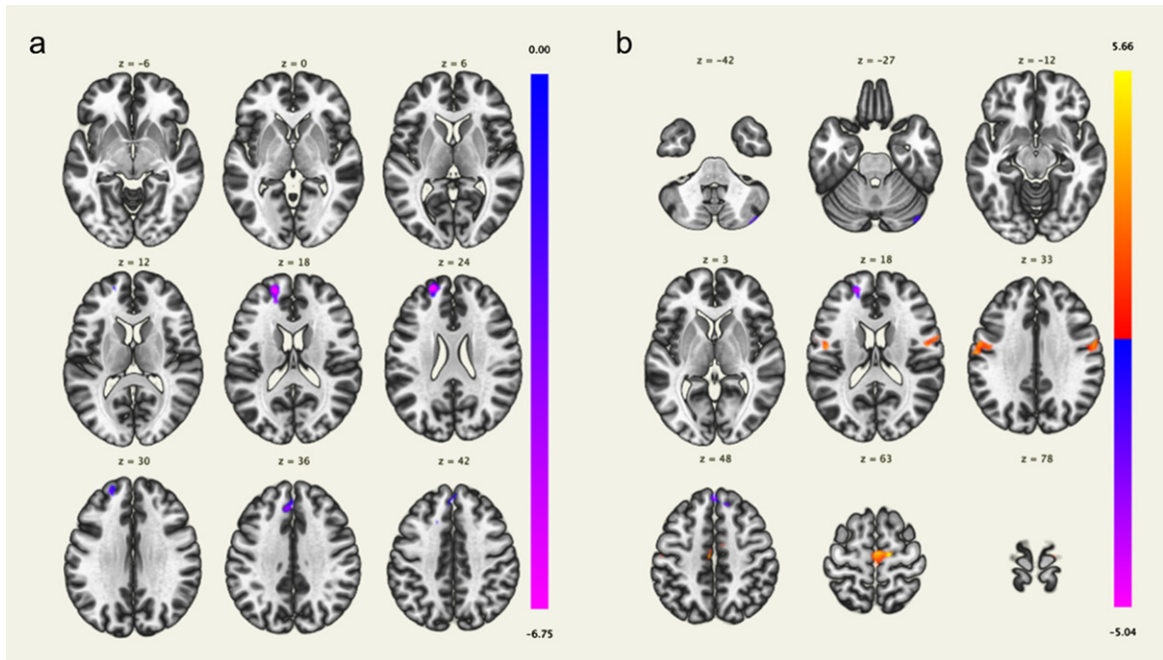 a
0.00
z = -6
z = 0
z = 6
z = 12
z = 18
z = 24
z = 30
z = 36
z = 42
-6.75
b
5.66
z = -42
z = -27
z = -12
z = 3
z = 18
z = 33
z = 48
z = 63
z = 78
-5.04